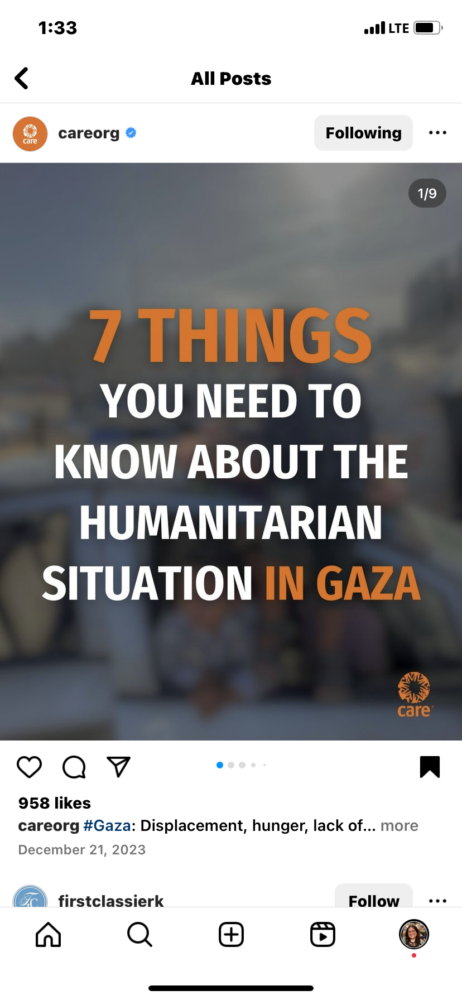 1:33 LTE
All Posts
careorg Following
care
1/9
7 THINGS
YOU NEED TO
KNOW ABOUT THE
HUMANITARIAN
SITUATION IN GAZA
care
958 likes
careorg #Gaza: Displacement, hunger, lack of... more
December 21, 2023
firstclassierk Follow